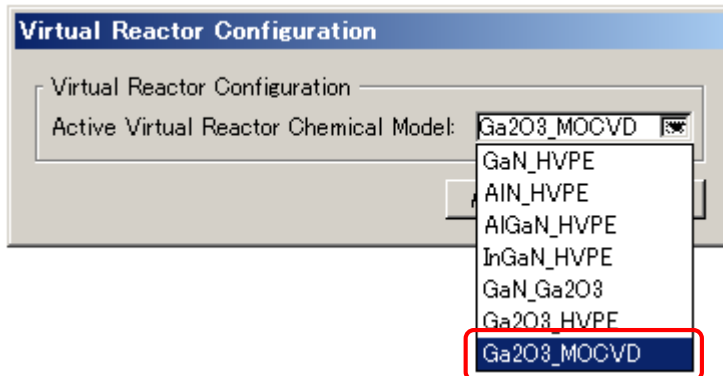 Virtual Reactor Configuration
Virtual Reactor Configuration
Active Virtual Reactor Chemical Model: Ga2O3_MOCVD
GaN_HVPE
AlN_HVPE
AlGaN_HVPE
InGaN_HVPE
GaN_Ga2O3
Ga2O3_HVPE
Ga2O3_MOCVD